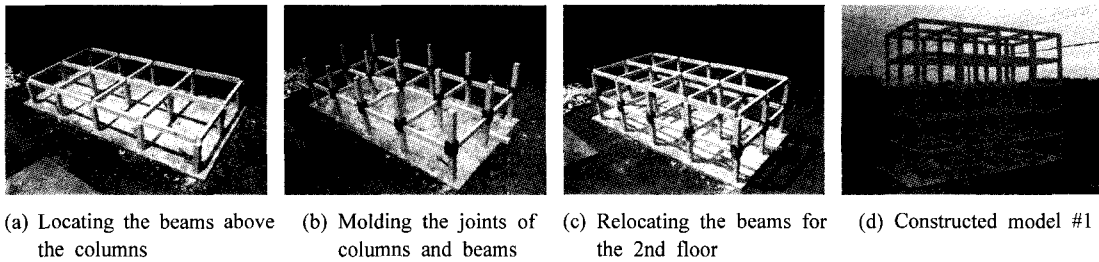 (a) Locating the beams above
the columns
(b) Molding the joints of
columns and beams
(c) Relocating the beams for
the 2nd floor
(d) Constructed model #1